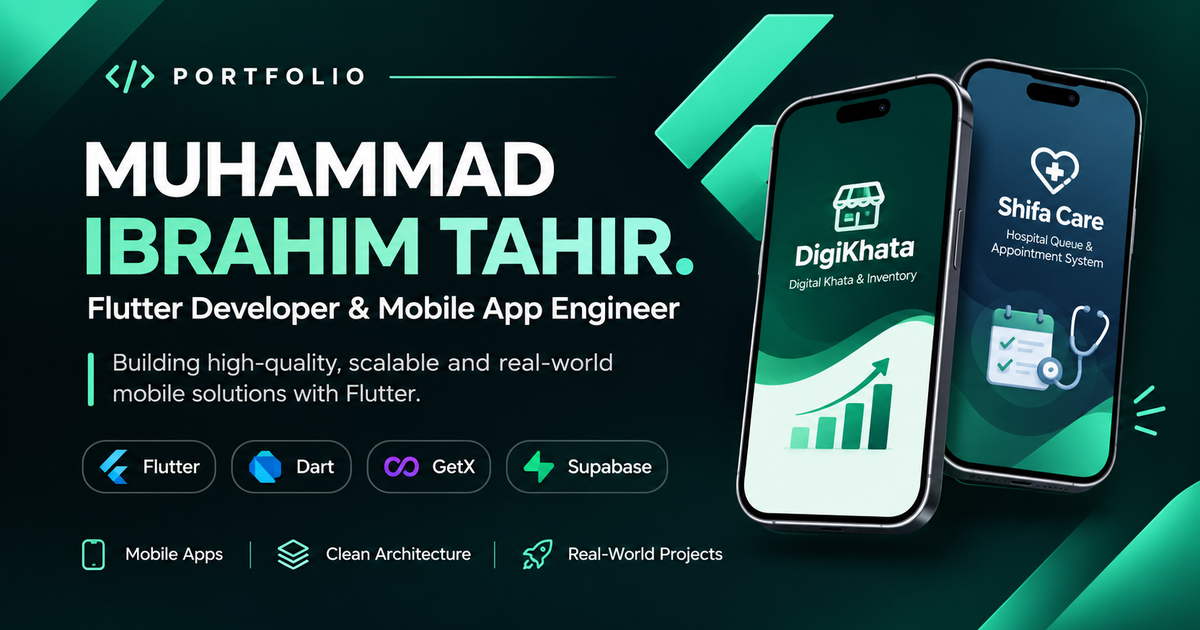 </> PORTFOLIO
MUHAMMAD
IBRAHIM TAHIR.
Flutter Developer & Mobile App Engineer
Building high-quality, scalable and real-world
mobile solutions with Flutter.
Flutter
Dart
GetX
Supabase
Mobile Apps
Clean Architecture
Real-World Projects
DigiKhata
Digital Khata & Inventory
Shifa Care
Hospital Queue &
Appointment System